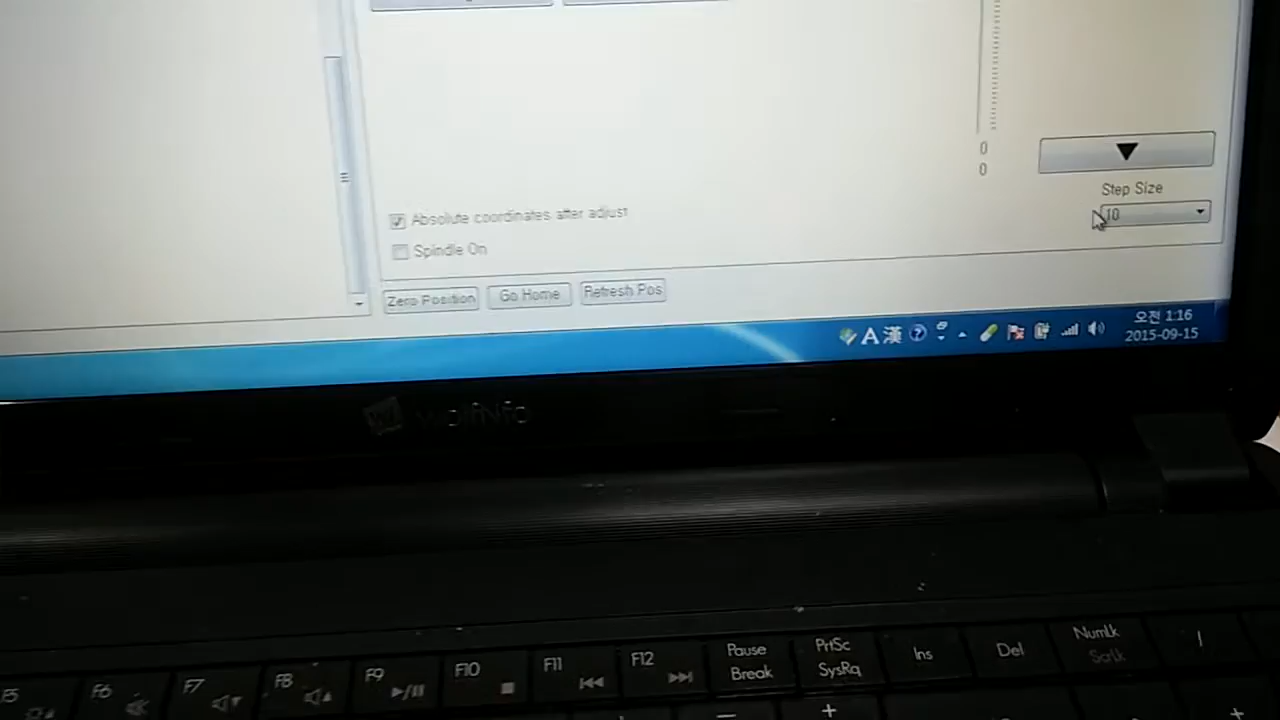 0
0
Step Size
10
Absolute coordinates after adjust
Spindle On
Zero Position
Go Home
Refresh Pos
A 漢 ?
오전 1:16
2015-09-15
F5
F6
F7
F8
F9
F10
F11
F12
Pause
Break
PrtSc
SysRq
Ins
Del
NumLk
ScrLk
/
−
+
+